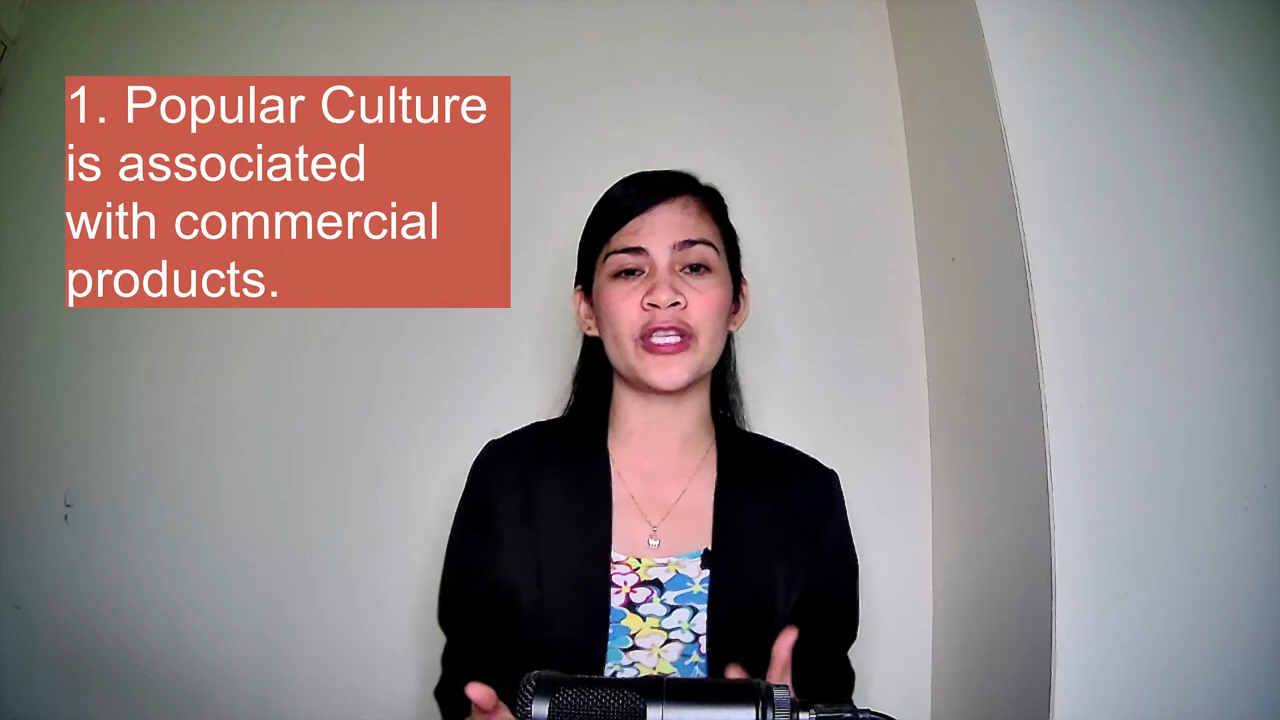 1. Popular Culture
is associated
with commercial
products.